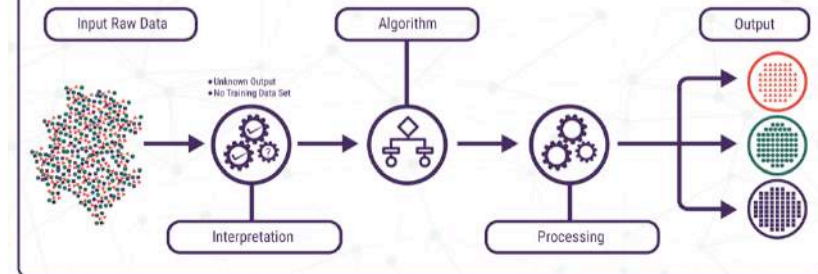 Input Raw Data
Algorithm
Output
● Unknown Output
● No Training Data Set
?
Interpretation
Processing